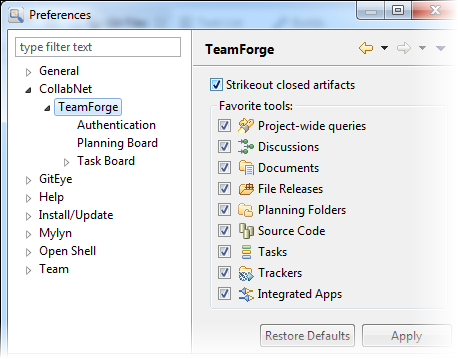 Preferences
type filter text
General
CollabNet
TeamForge
Authentication
Planning Board
Task Board
GitEye
Help
Install/Update
Mylyn
Open Shell
Team
TeamForge
Strikeout closed artifacts
Favorite tools:
Project-wide queries
Discussions
Documents
File Releases
Planning Folders
Source Code
Tasks
Trackers
Integrated Apps
Restore Defaults
Apply